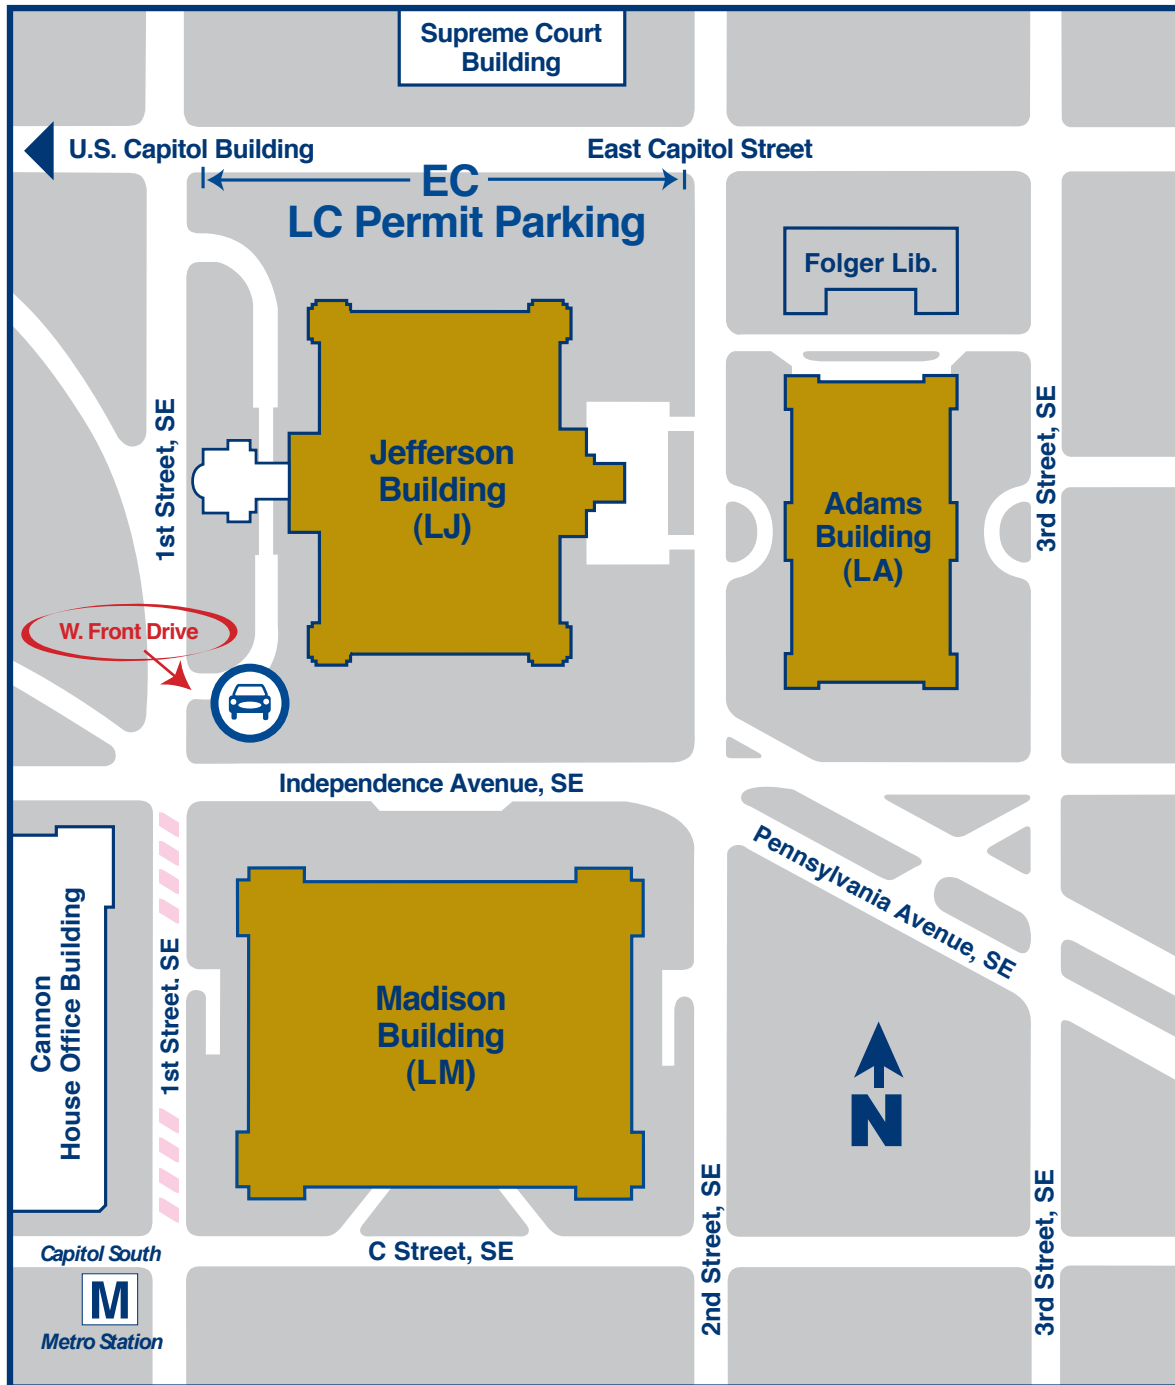 Supreme Court
Building
U.S. Capitol Building
East Capitol Street
EC
LC Permit Parking
Folger Lib.
1st Street, SE
Jefferson
Building
(LJ)
Adams
Building
(LA)
3rd Street, SE
W. Front Drive
Independence Avenue, SE
Pennsylvania Avenue, SE
Cannon
House Office Building
1st Street. SE
Madison
Building
(LM)
N
C Street, SE
2nd Street, SE
3rd Street, SE
Capitol South
M
Metro Station